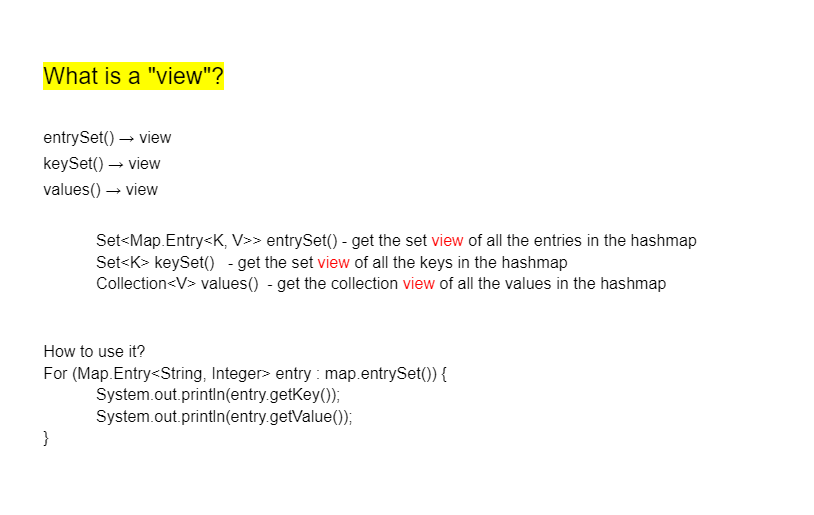 What is a "view"?
entrySet() → view
keySet() → view
values() → view
Set<Map.Entry<K, V>> entrySet() - get the set view of all the entries in the hashmap
Set<K> keySet()   - get the set view of all the keys in the hashmap
Collection<V> values()  - get the collection view of all the values in the hashmap
How to use it?
For (Map.Entry<String, Integer> entry : map.entrySet()) {
System.out.println(entry.getKey());
System.out.println(entry.getValue());
}